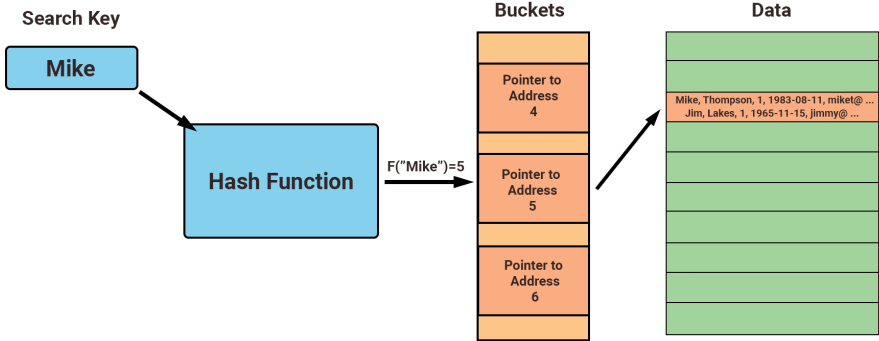 Search Key
Mike
Hash Function
F("Mike")=5
Buckets
Pointer to
Address
4
Pointer to
Address
5
Pointer to
Address
6
Data
Mike, Thompson, 1, 1983-08-11, miket@ ...
Jim, Lakes, 1, 1965-11-15, jimmy@ ...